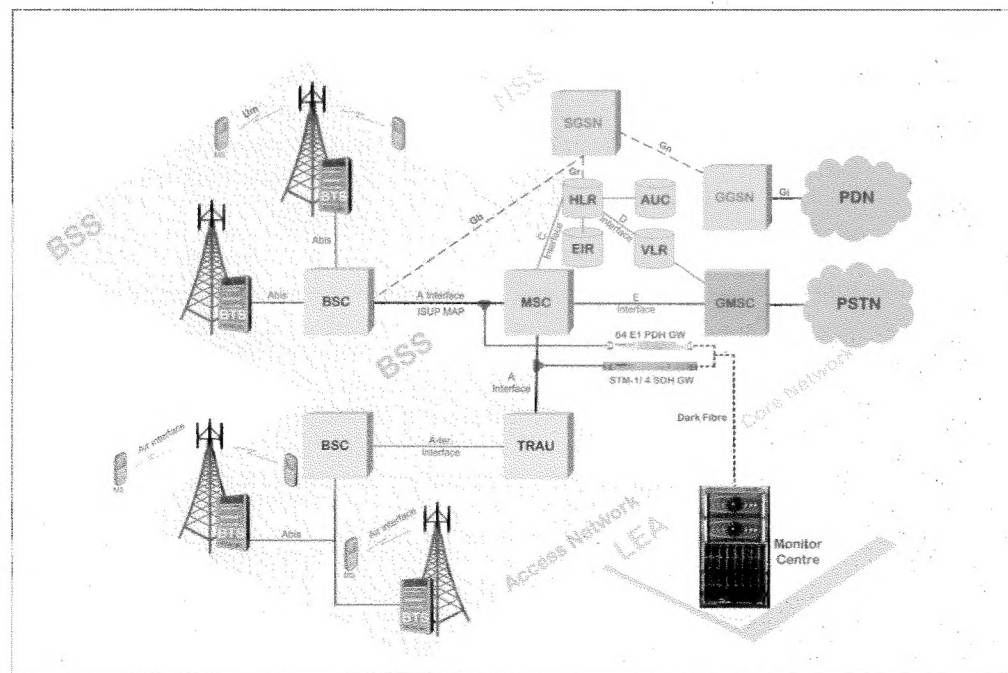 NSS
Um
MS
BTS
SGSN
Gn
Gr
Gb
HLR
AUC
GGSN
Gi
PDN
BSS
C
Interface
D
Interface
EIR
VLR
Abis
BTS
Abis
BSC
A Interface
ISUP MAP
MSC
E
Interface
GMSC
PSTN
BSS
64 E1 PDH GW
STM-1/ 4 SDH GW
A
Interface
Core Network
Dark Fibre
Air interface
MS
BSC
A-ter
Interface
TRAU
BTS
Abis
Air interface
MS
BTS
Access Network
LEA
Monitor
Centre